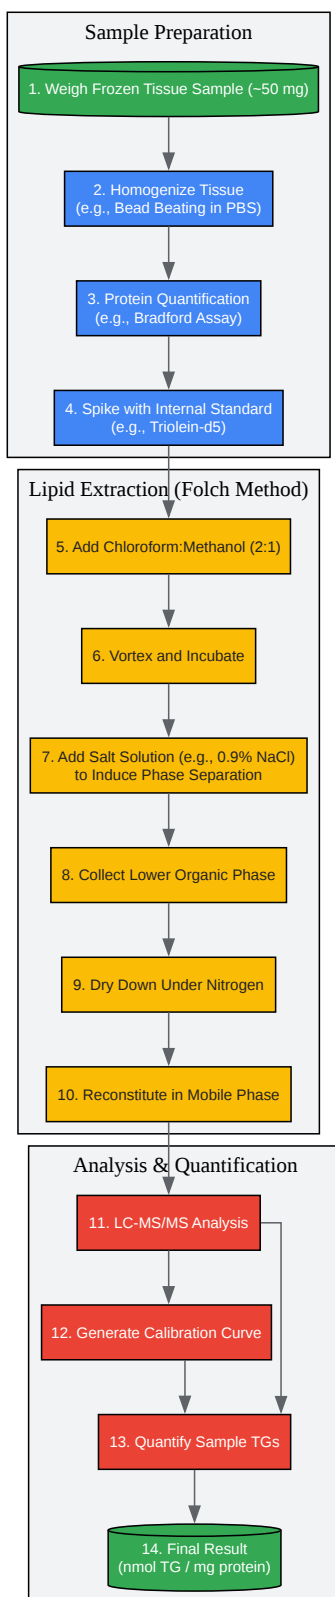 Sample Preparation
1. Weigh Frozen Tissue Sample (~50 mg)
2. Homogenize Tissue
(e.g., Bead Beating in PBS)
3. Protein Quantification
(e.g., Bradford Assay)
4. Spike with Internal Standard
(e.g., Triolein-d5)
Lipid Extraction (Folch Method)
5. Add Chloroform:Methanol (2:1)
6. Vortex and Incubate
7. Add Salt Solution (e.g., 0.9% NaCl)
to Induce Phase Separation
8. Collect Lower Organic Phase
9. Dry Down Under Nitrogen
10. Reconstitute in Mobile Phase
Analysis & Quantification
11. LC-MS/MS Analysis
12. Generate Calibration Curve
13. Quantify Sample TGs
14. Final Result
(nmol TG / mg protein)